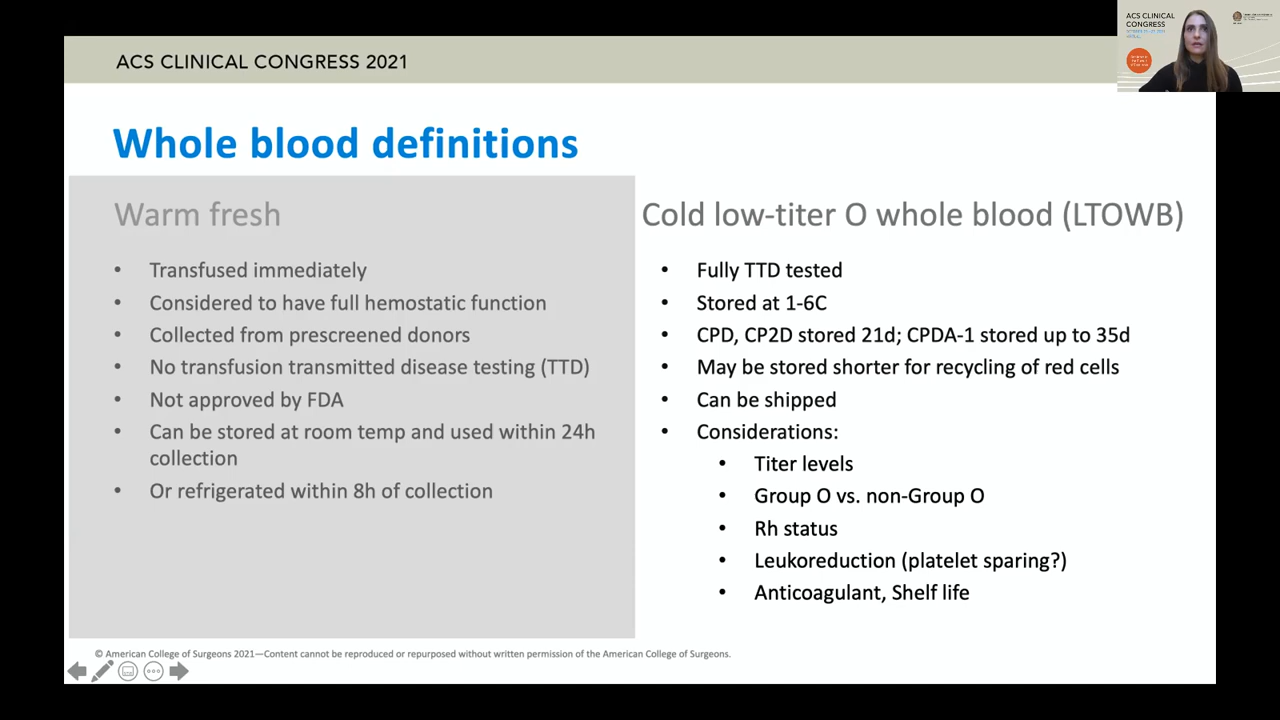 ACS CLINICAL CONGRESS 2021
ACS CLINICAL
CONGRESS
Whole blood definitions
Warm fresh
• Transfused immediately
• Considered to have full hemostatic function
• Collected from prescreened donors
• No transfusion transmitted disease testing (TTD)
• Not approved by FDA
• Can be stored at room temp and used within 24h
collection
• Or refrigerated within 8h of collection
Cold low-titer O whole blood (LTOWB)
• Fully TTD tested
• Stored at 1-6C
• CPD, CP2D stored 21d; CPDA-1 stored up to 35d
• May be stored shorter for recycling of red cells
• Can be shipped
• Considerations:
• Titer levels
• Group O vs. non-Group O
• Rh status
• Leukoreduction (platelet sparing?)
• Anticoagulant, Shelf life
© American College of Surgeons 2021—Content cannot be reproduced or repurposed without written permission of the American College of Surgeons.